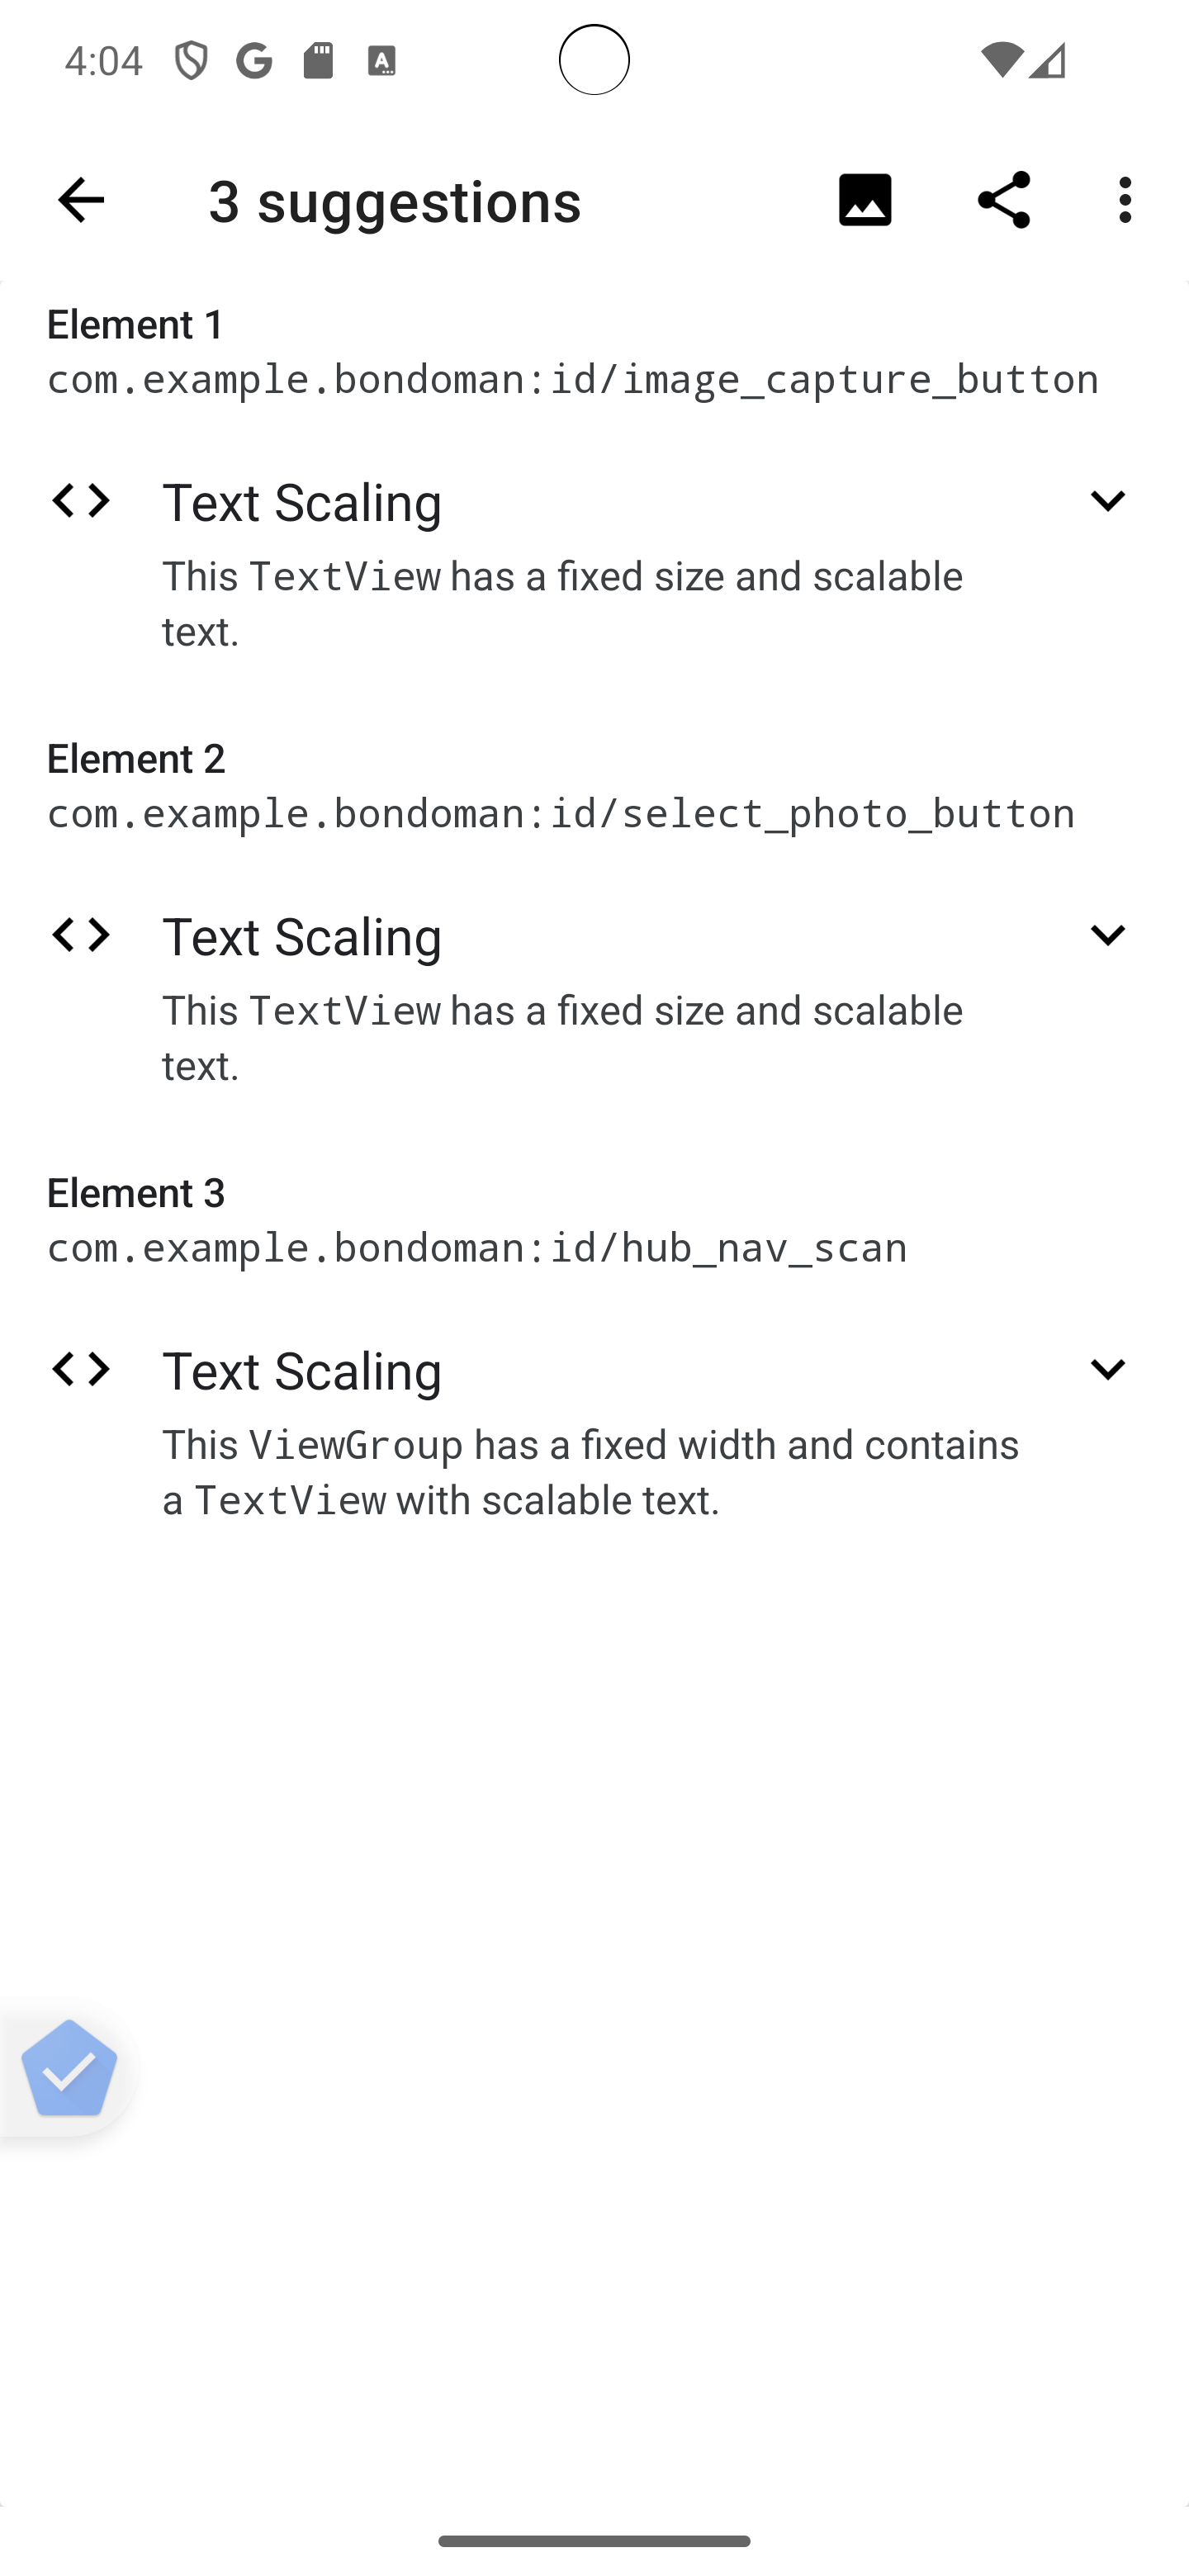 4:04
3 suggestions
Element 1
com.example.bondoman:id/image_capture_button
Text Scaling
This TextView has a fixed size and scalable
text.
Element 2
com.example.bondoman:id/select_photo_button
Text Scaling
This TextView has a fixed size and scalable
text.
Element 3
com.example.bondoman:id/hub_nav_scan
Text Scaling
This ViewGroup has a fixed width and contains
a TextView with scalable text.